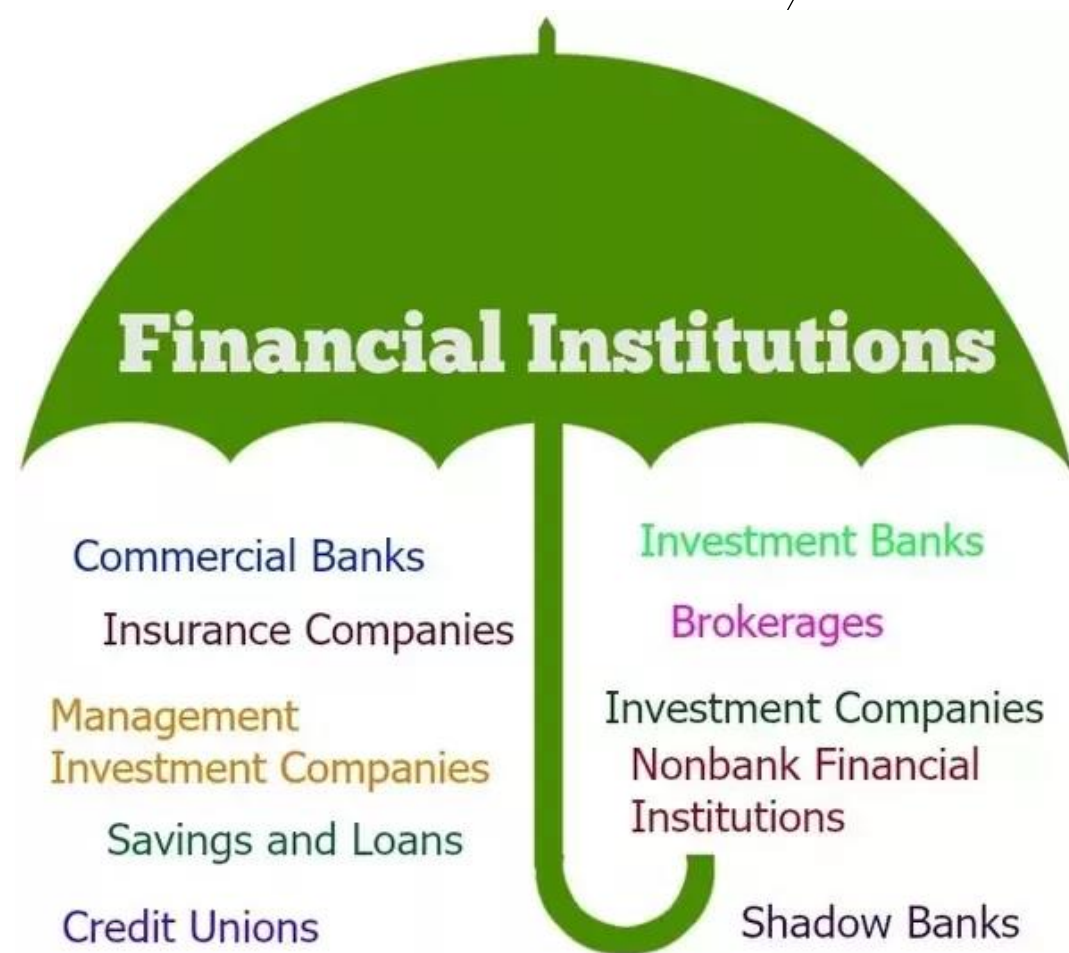 Financial Institutions
Commercial Banks
Insurance Companies
Management
Investment Companies
Savings and Loans
Credit Unions
Investment Banks
Brokerages
Investment Companies
Nonbank Financial
Institutions
Shadow Banks